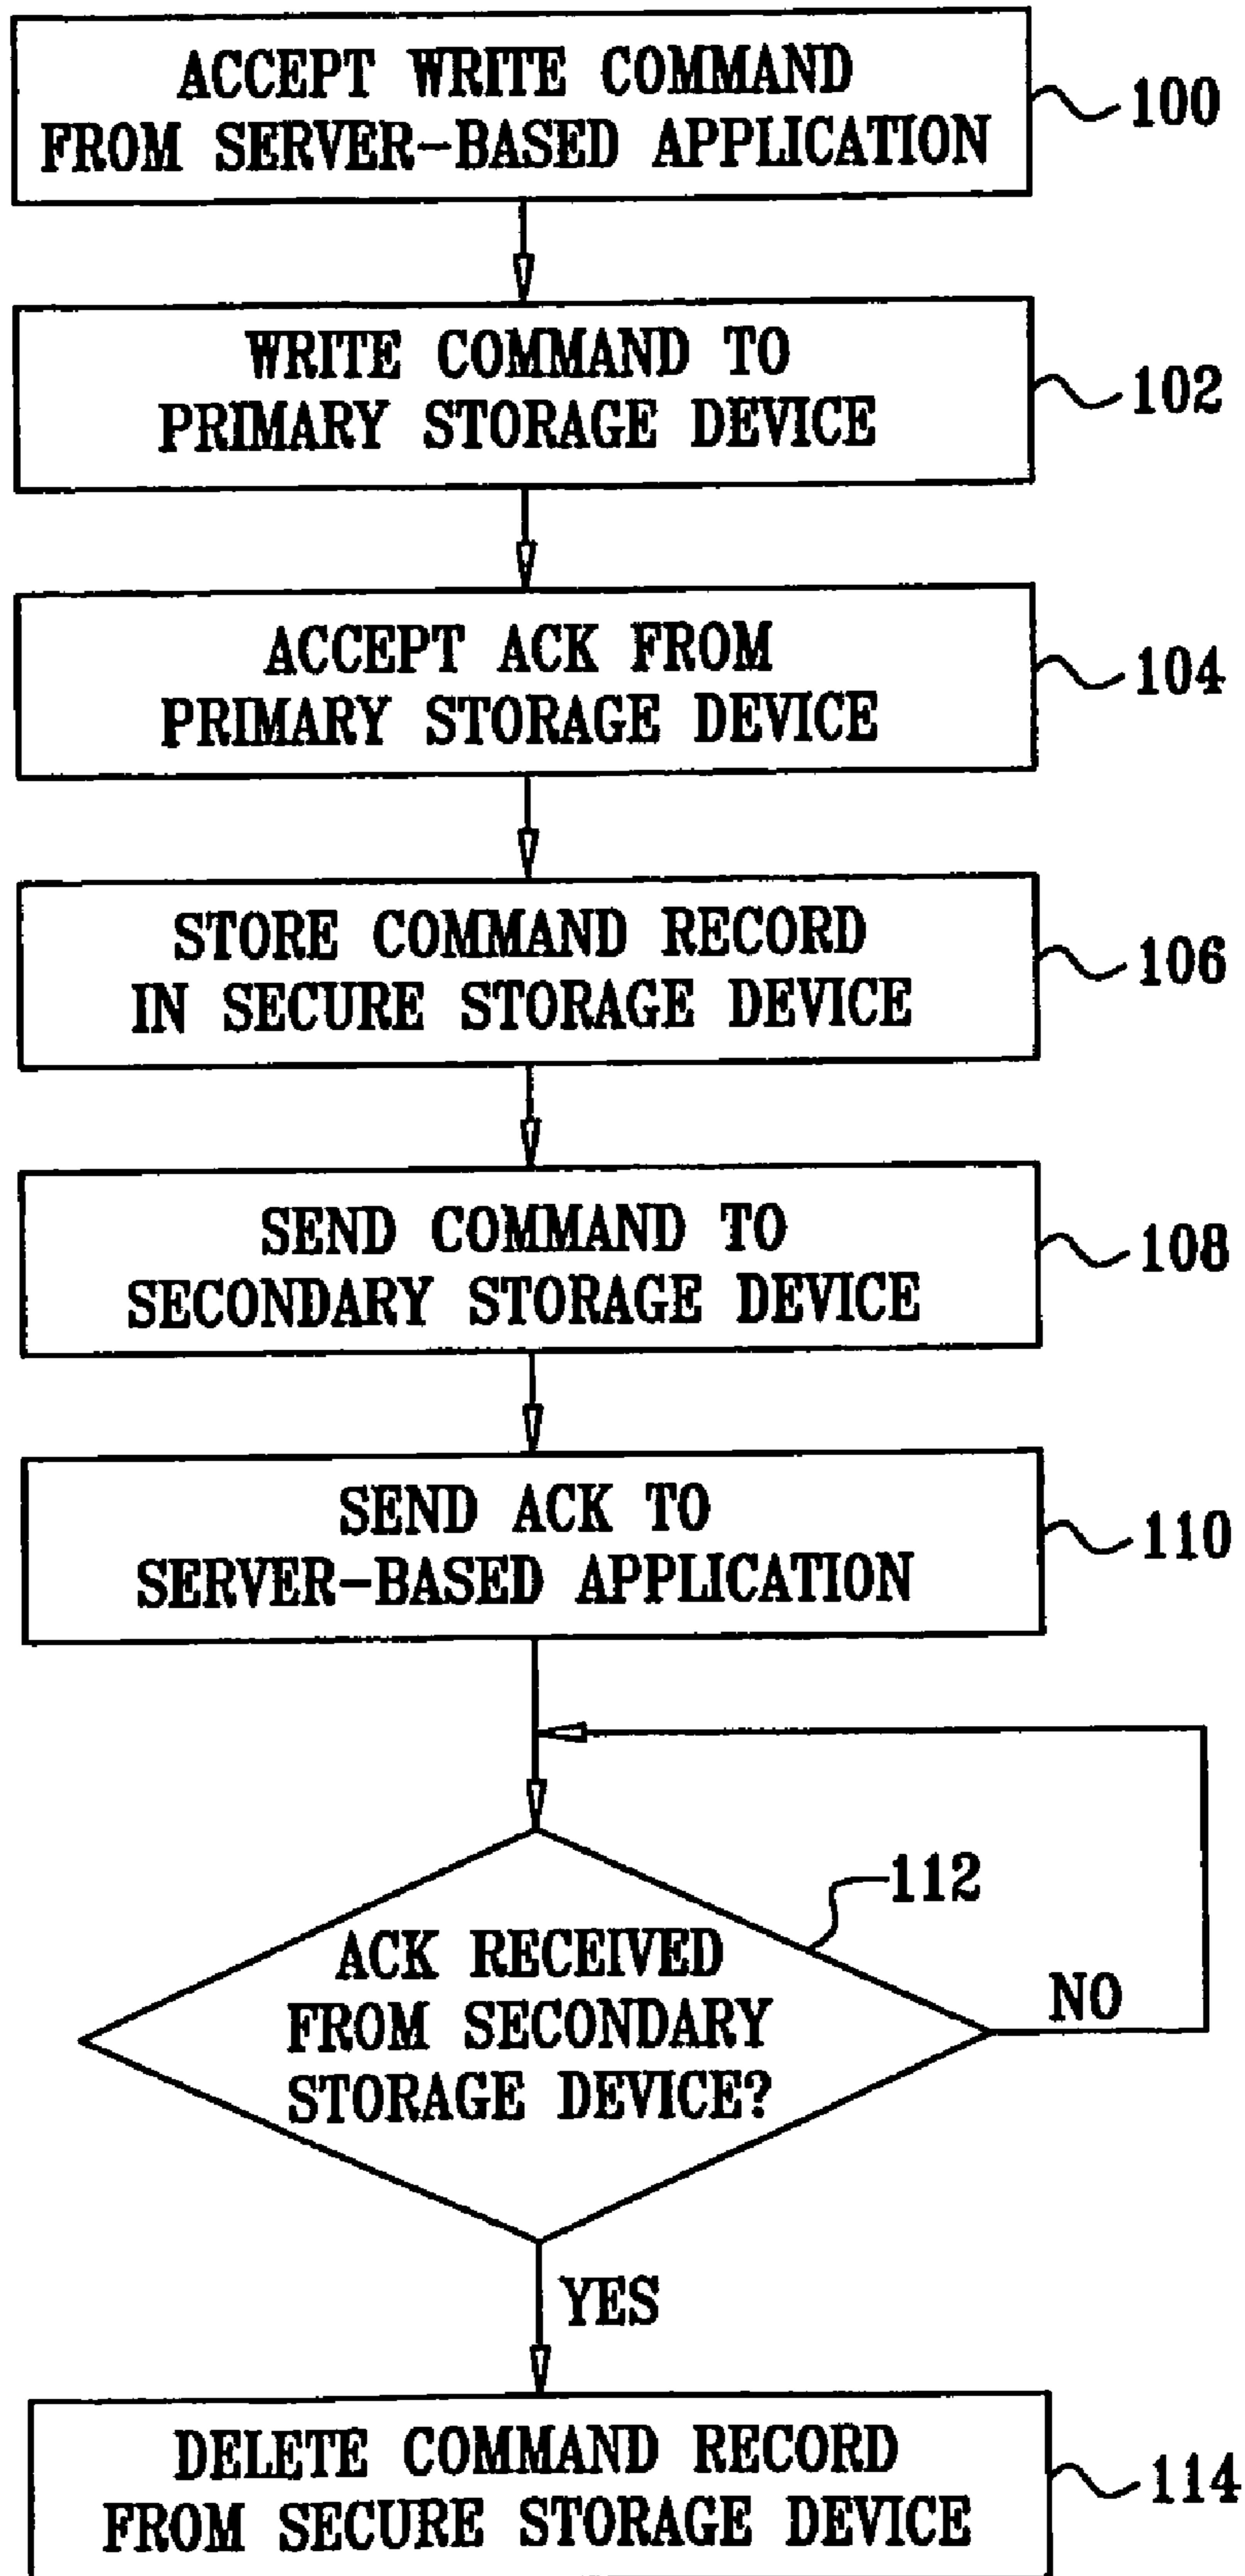 ACCEPT WRITE COMMAND
FROM SERVER-BASED APPLICATION
100
WRITE COMMAND TO
PRIMARY STORAGE DEVICE
102
ACCEPT ACK FROM
PRIMARY STORAGE DEVICE
104
STORE COMMAND RECORD
IN SECURE STORAGE DEVICE
106
SEND COMMAND TO
SECONDARY STORAGE DEVICE
108
SEND ACK TO
SERVER-BASED APPLICATION
110
112
ACK RECEIVED
FROM SECONDARY
STORAGE DEVICE?
NO
YES
DELETE COMMAND RECORD
FROM SECURE STORAGE DEVICE
114